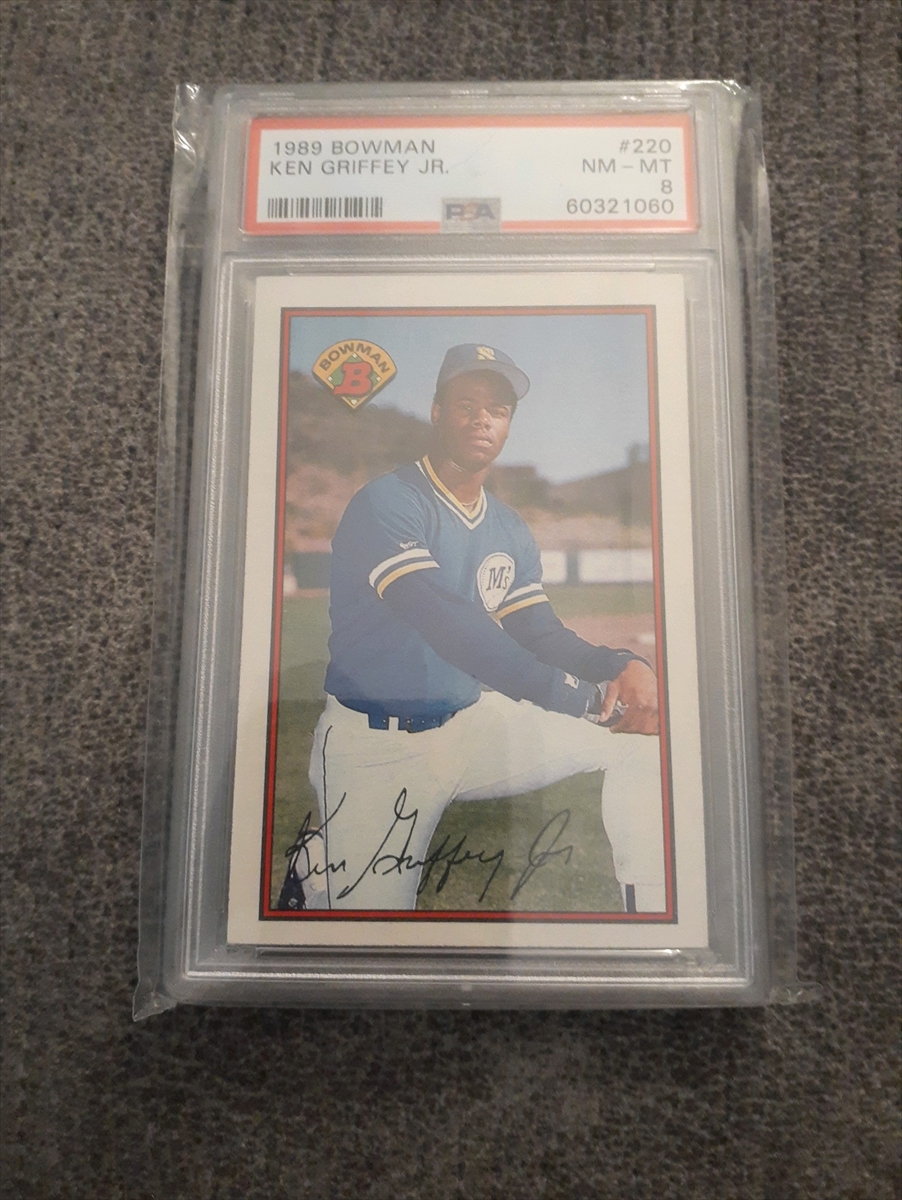 1989 BOWMAN #220
KEN GRIFFEY JR. NM - MT
8
60321060
PSA
BOWMAN
B
M's
Ken Griffey Jr